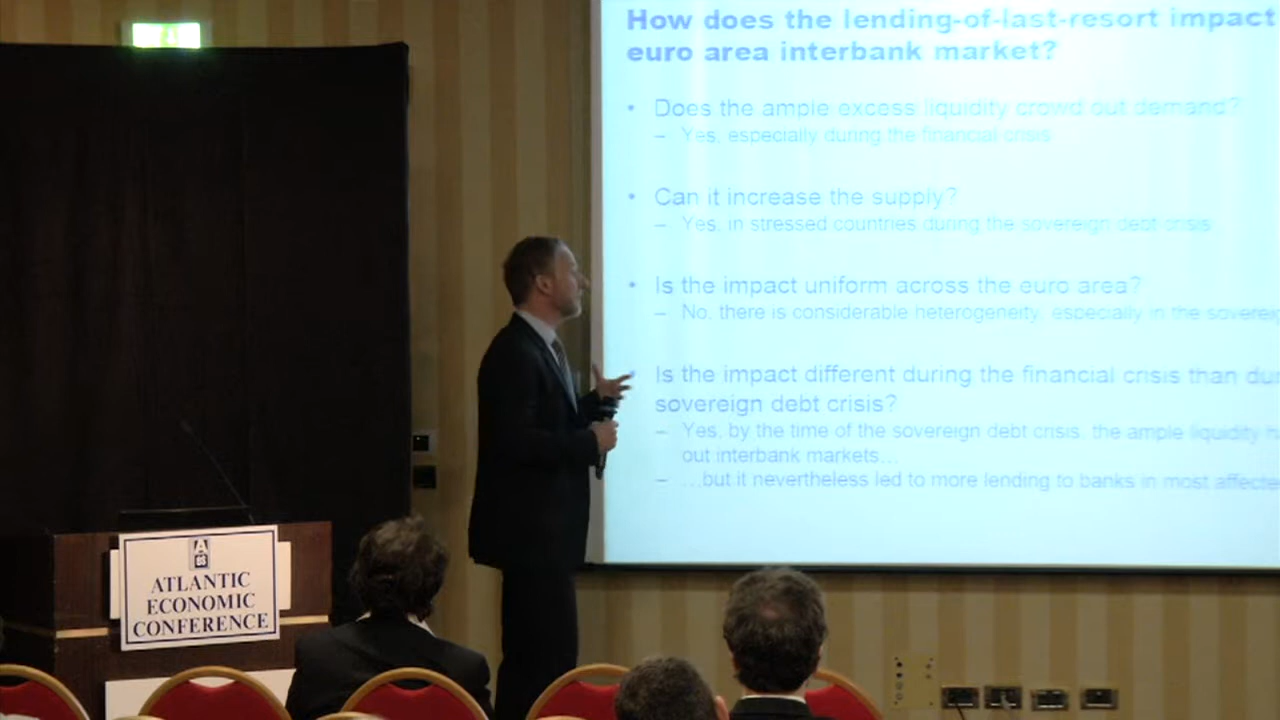 How does the lending-of-last-resort impact
euro area interbank market?
• Does the ample excess liquidity crowd out demand?
– Yes, especially during the financial crisis
• Can it increase the supply?
– Yes, in stressed countries during the sovereign debt crisis
• Is the impact uniform across the euro area?
– No, there is considerable heterogeneity, especially in the
• Is the impact different during the financial crisis than
sovereign debt crisis?
– Yes, by the time of the sovereign debt crisis, the ample liquidity
out interbank markets…
– …but it nevertheless led to more lending to banks in most
ATLANTIC
ECONOMIC
CONFERENCE